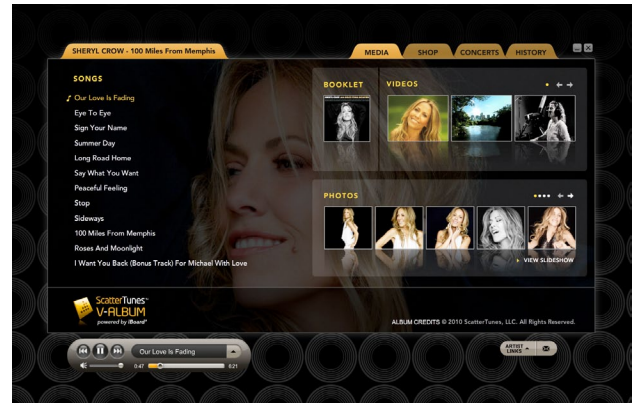 SHERYL CROW - 100 Miles From Memphis
MEDIA
SHOP
CONCERTS
HISTORY
SONGS
Our Love Is Fading
Eye To Eye
Sign Your Name
Summer Day
Long Road Home
Say What You Want
Peaceful Feeling
Stop
Sideways
100 Miles From Memphis
Roses And Moonlight
I Want You Back (Bonus Track) For Michael With Love
BOOKLET
VIDEOS
PHOTOS
VIEW SLIDESHOW
ScatterTunes™
V-ALBUM
powered by iBoard®
ALBUM CREDITS © 2010 ScatterTunes, LLC. All Rights Reserved.
Our Love Is Fading
0:47
6:21
ARTIST
LINKS